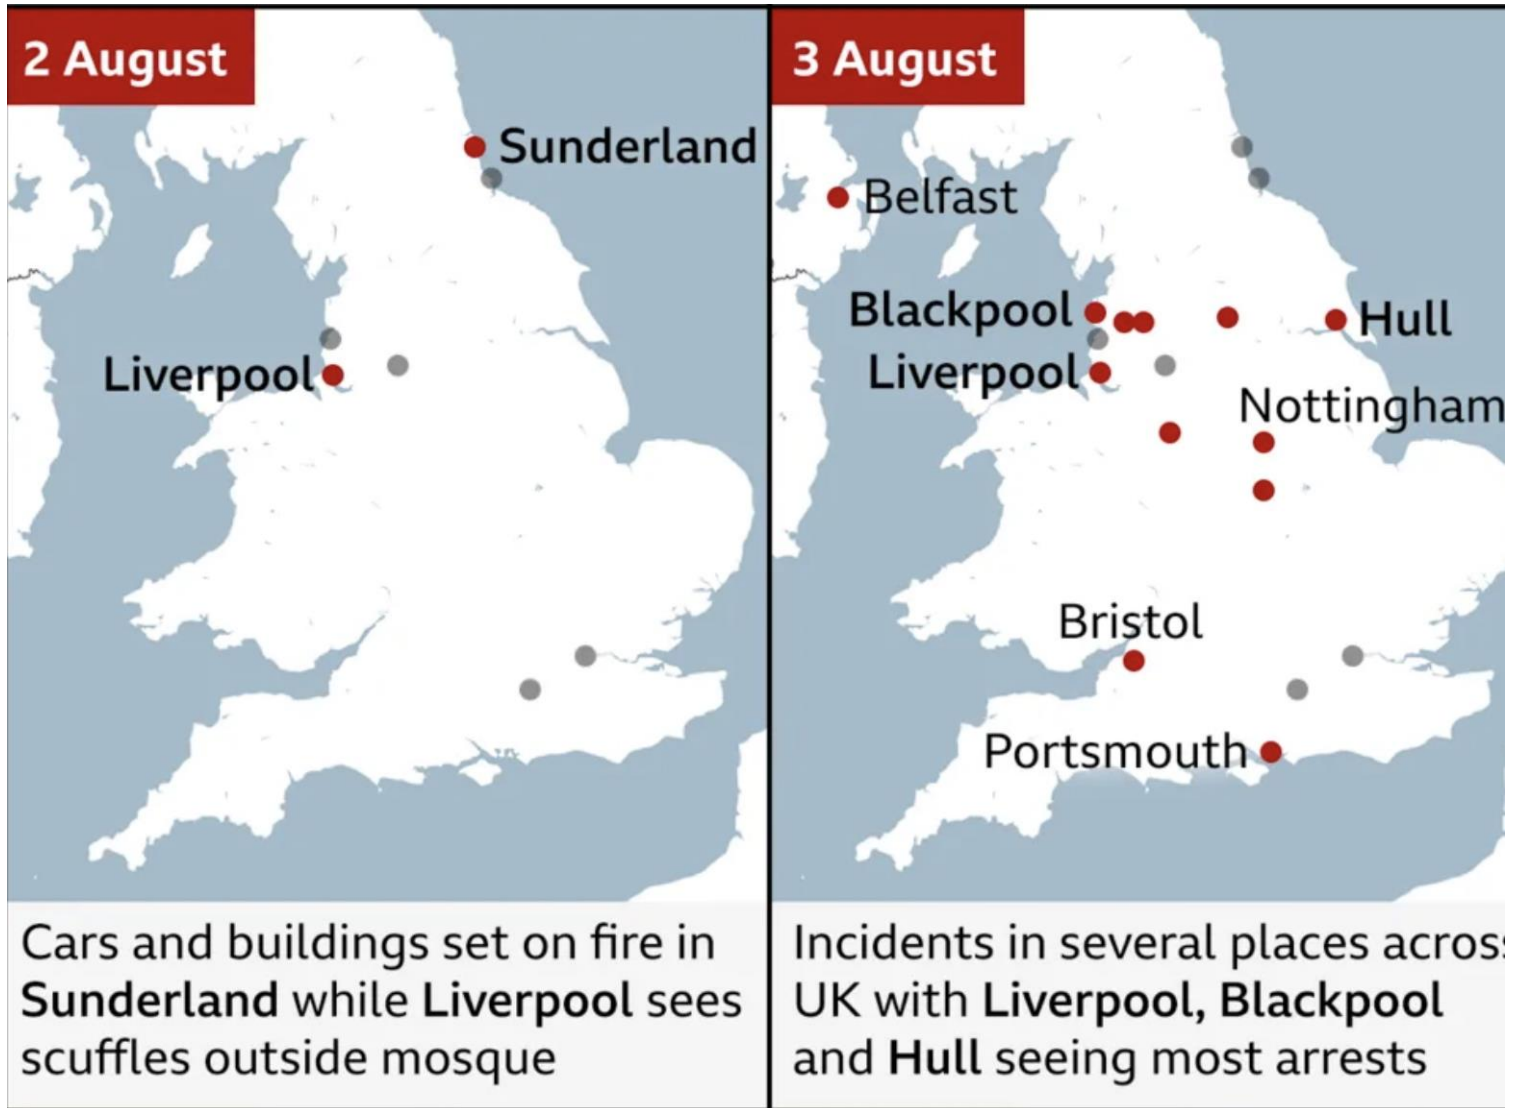 2 August
Sunderland
Liverpool
Cars and buildings set on fire in
Sunderland while Liverpool sees
scuffles outside mosque
3 August
Belfast
Blackpool
Hull
Liverpool
Nottingham
Bristol
Portsmouth
Incidents in several places across
UK with Liverpool, Blackpool
and Hull seeing most arrests